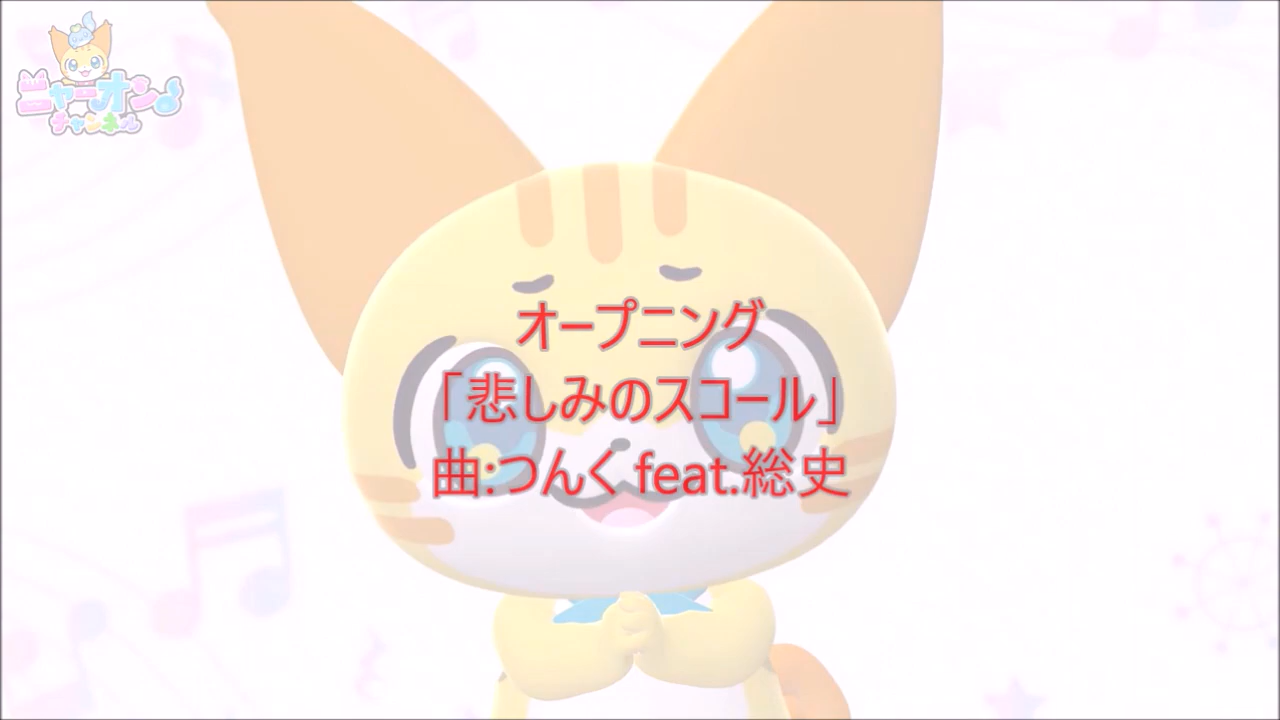 ニャーオン
チャンネル
オープニング
「悲しみのスコール」
曲:つんく feat.総史